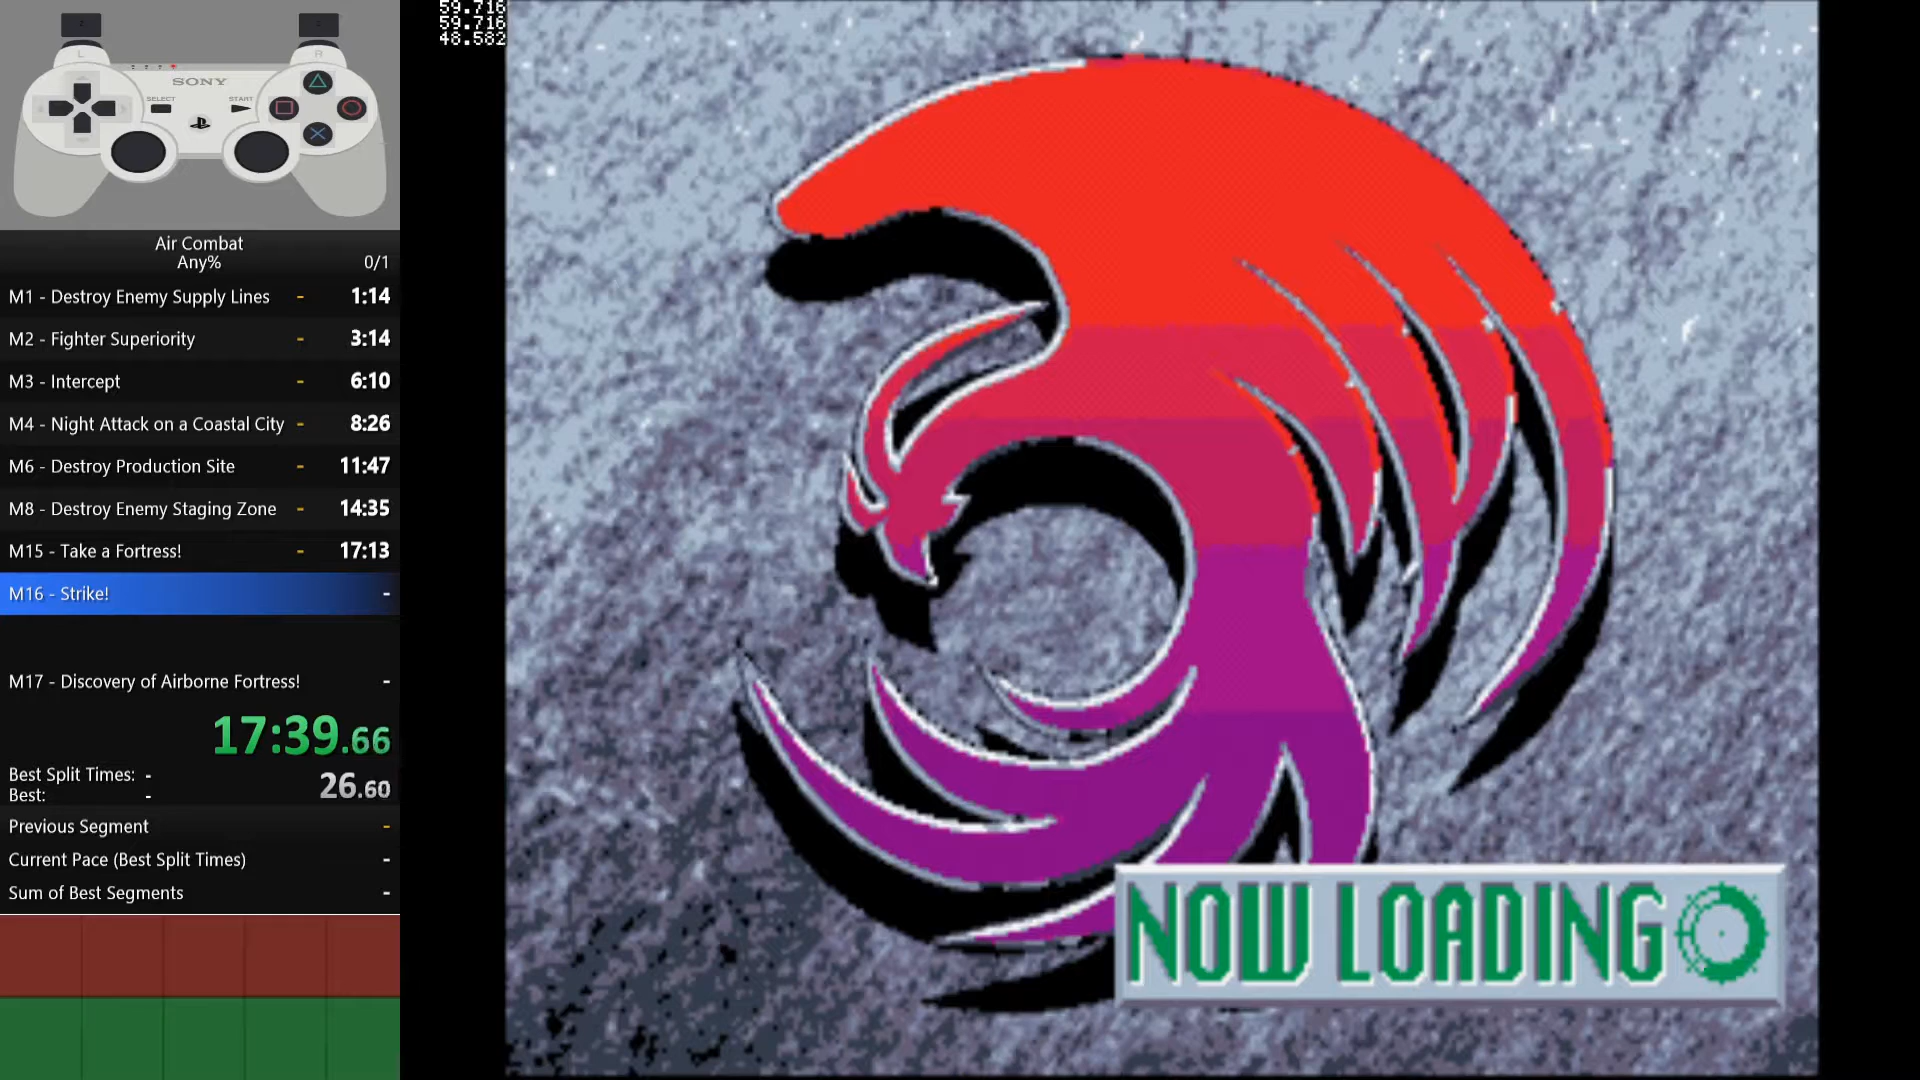 59.716
59.716
48.582
L
R
SONY
SELECT
START
Air Combat
Any%
0/1
M1 - Destroy Enemy Supply Lines - 1:14
M2 - Fighter Superiority - 3:14
M3 - Intercept - 6:10
M4 - Night Attack on a Coastal City - 8:26
M6 - Destroy Production Site - 11:47
M8 - Destroy Enemy Staging Zone - 14:35
M15 - Take a Fortress! - 17:13
M16 - Strike! -
M17 - Discovery of Airborne Fortress! -
17:39.66
Best Split Times: -
Best: -
26.60
Previous Segment -
Current Pace (Best Split Times) -
Sum of Best Segments -
NOW LOADING